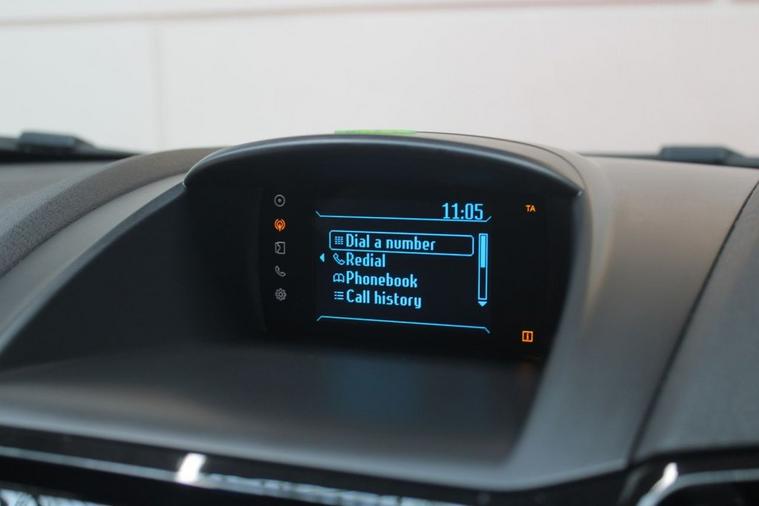 11:05
TA
Dial a number
Redial
Phonebook
Call history